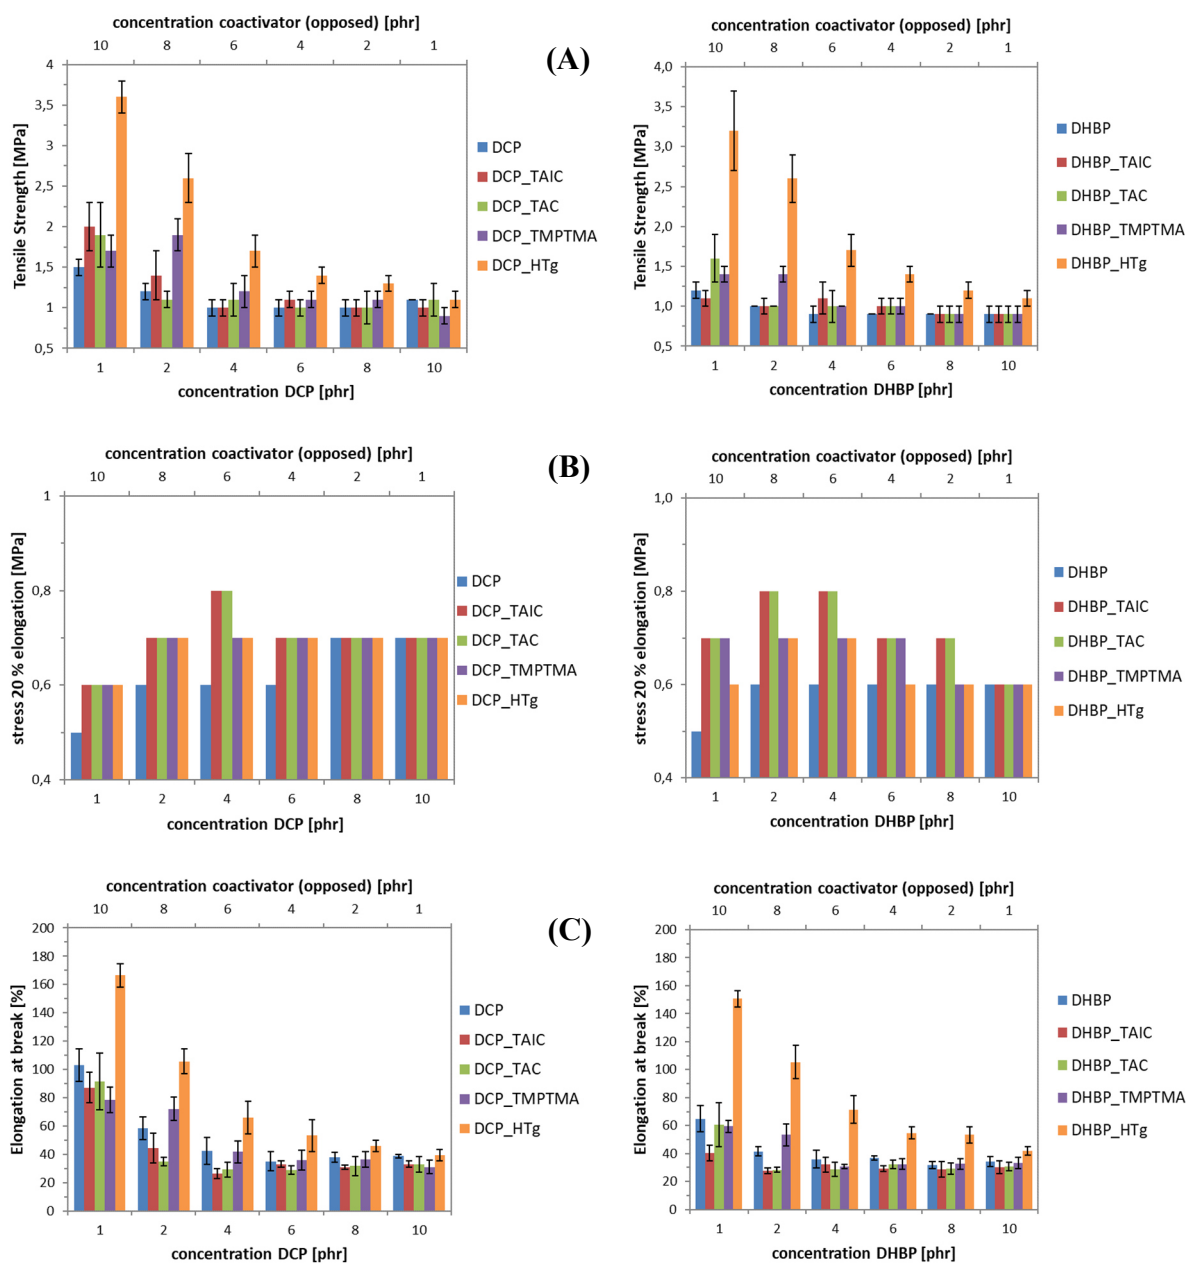 concentration coactivator (opposed) [phr]
10 8 6 4 2 1
4
3,5
3
2,5
2
1,5
1
0,5
Tensile Strength [MPa]
1 2 4 6 8 10
concentration DCP [phr]
DCP
DCP_TAIC
DCP_TAC
DCP_TMPTMA
DCP_HTg
(A)
concentration coactivator (opposed) [phr]
10 8 6 4 2 1
4,0
3,5
3,0
2,5
2,0
1,5
1,0
0,5
Tensile Strength [MPa]
1 2 4 6 8 10
concentration DHBP [phr]
DHBP
DHBP_TAIC
DHBP_TAC
DHBP_TMPTMA
DHBP_HTg
concentration coactivator (opposed) [phr]
10 8 6 4 2 1
1
0,8
0,6
0,4
stress 20 % elongation [MPa]
1 2 4 6 8 10
concentration DCP [phr]
DCP
DCP_TAIC
DCP_TAC
DCP_TMPTMA
DCP_HTg
(B)
concentration coactivator (opposed) [phr]
10 8 6 4 2 1
1,0
0,8
0,6
0,4
stress 20 % elongation [MPa]
1 2 4 6 8 10
concentration DHBP [phr]
DHBP
DHBP_TAIC
DHBP_TAC
DHBP_TMPTMA
DHBP_HTg
concentration coactivator (opposed) [phr]
10 8 6 4 2 1
200
180
160
140
120
100
80
60
40
20
0
Elongation at break [%]
1 2 4 6 8 10
concentration DCP [phr]
DCP
DCP_TAIC
DCP_TAC
DCP_TMPTMA
DCP_HTg
(C)
concentration coactivator (opposed) [phr]
10 8 6 4 2 1
200
180
160
140
120
100
80
60
40
20
0
Elongation at break [%]
1 2 4 6 8 10
concentration DHBP [phr]
DHBP
DHBP_TAIC
DHBP_TAC
DHBP_TMPTMA
DHBP_HTg